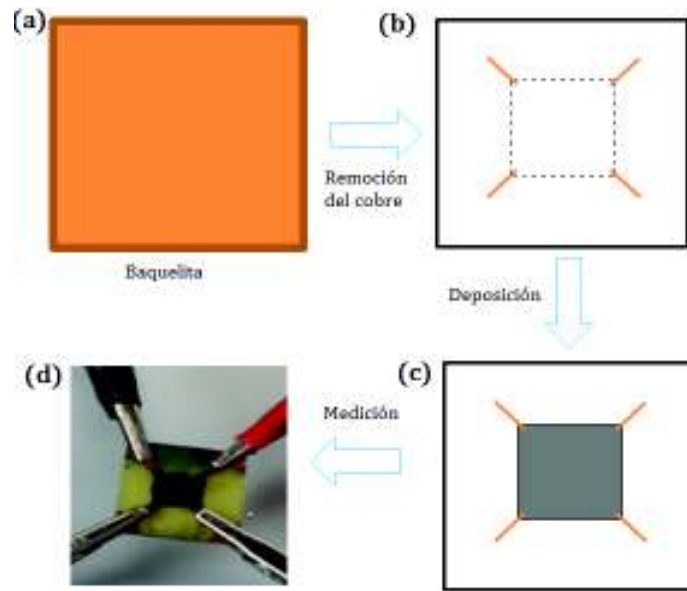 (a)
Baquelita
Remoción
del cobre
(b)
Deposición
(c)
Medición
(d)